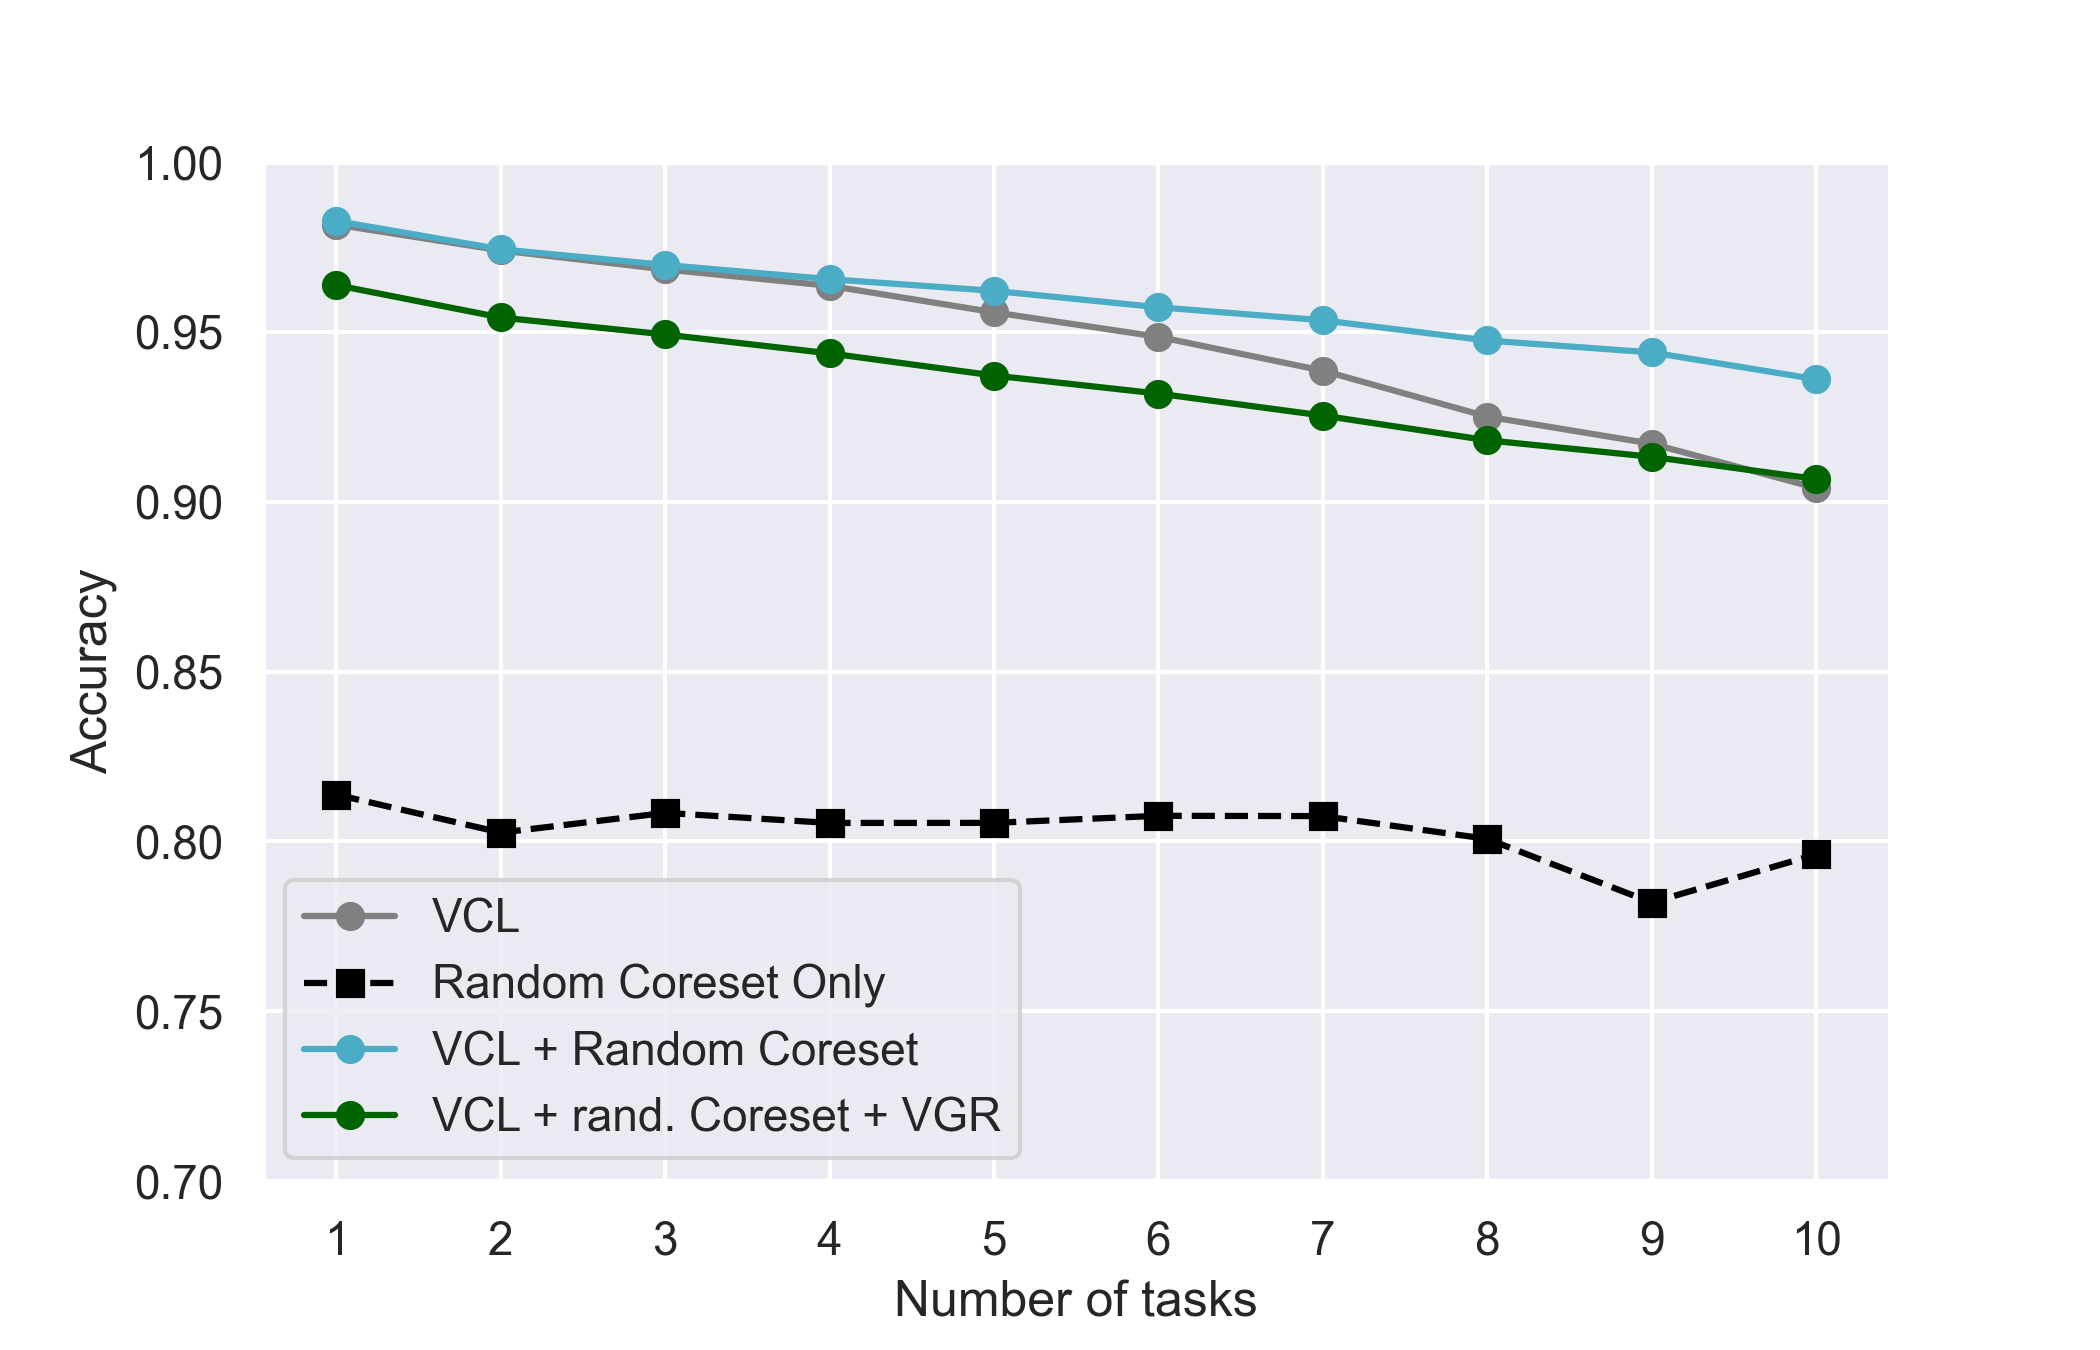 1.00
0.95
0.90
0.85
0.80
0.75
0.70
Accuracy
VCL
Random Coreset Only
VCL + Random Coreset
VCL + rand. Coreset + VGR
1 2 3 4 5 6 7 8 9 10
Number of tasks